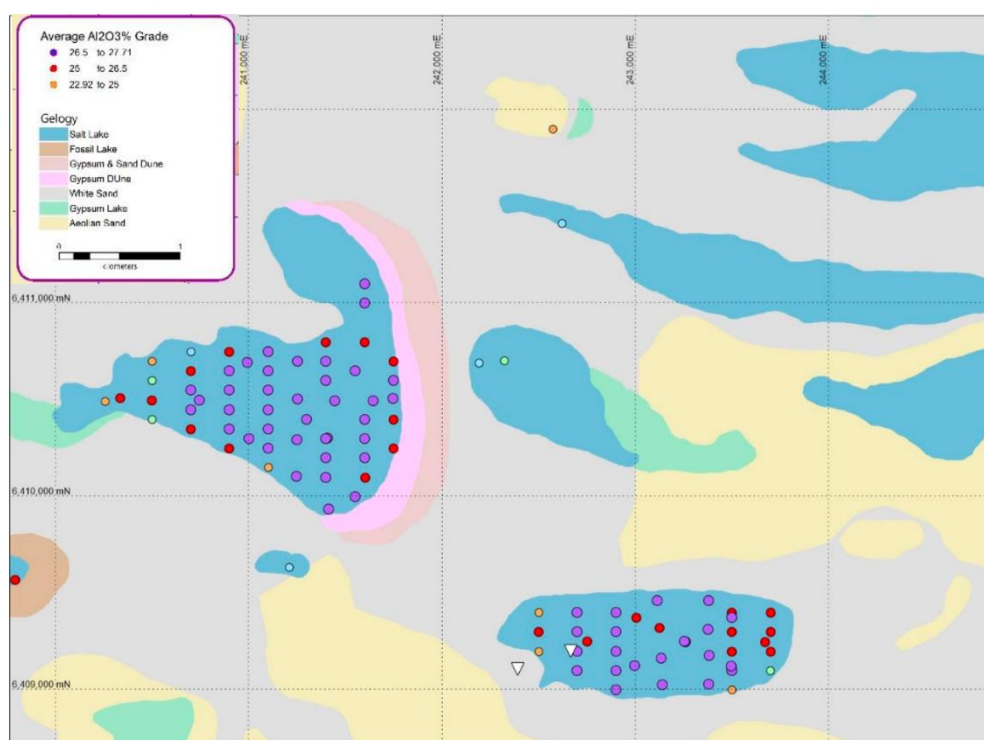 Average Al2O3% Grade
26.5 to 27.71
25 to 26.5
22.92 to 25
Gelogy
Salt Lake
Fossil Lake
Gypsum & Sand Dune
Gypsum DUne
White Sand
Gypsum Lake
Aeolian Sand
0 1
241,000 mE
242,000 mE
243,000 mE
244,000 mE
6,411,000 mN
6,410,000 mN
6,409,000 mN